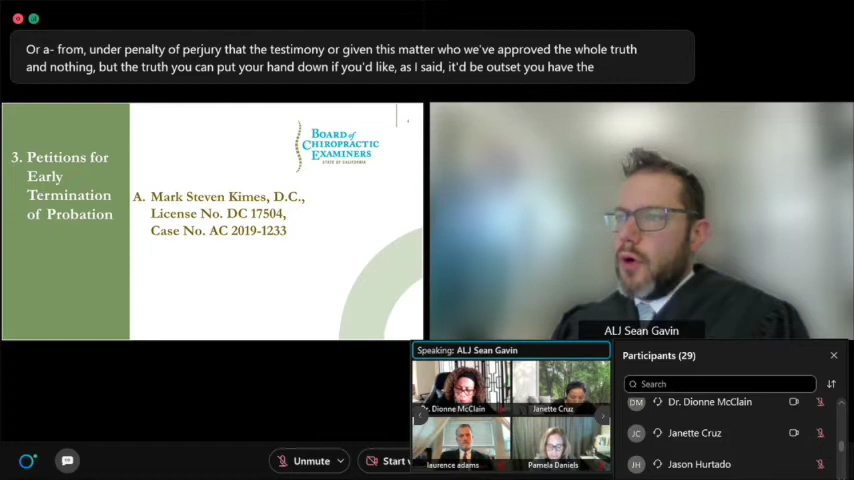 Or a- from, under penalty of perjury that the testimony or given this matter who we've approved the whole truth
and nothing, but the truth you can put your hand down if you'd like, as I said, it'd be outset you have the
3. Petitions for
Early
Termination
of Probation
BOARD of
CHIROPRACTIC
EXAMINERS
STATE OF CALIFORNIA
A. Mark Steven Kimes, D.C.,
License No. DC 17504,
Case No. AC 2019-1233
ALJ Sean Gavin
Speaking: ALJ Sean Gavin
Dr. Dionne McClain
Janette Cruz
laurence adams
Pamela Daniels
Participants (29)
Search
DM Dr. Dionne McClain
JC Janette Cruz
JH Jason Hurtado
Unmute
Start